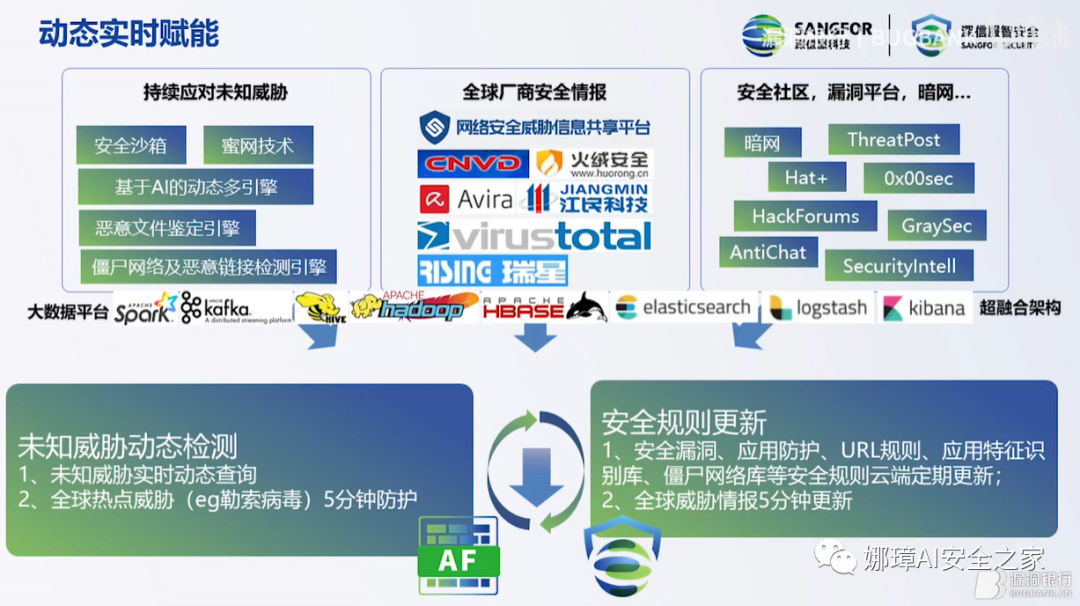 动态实时赋能
SANGFOR
深信服科技
漏洞银行 | BUGBANK
深信服智安全
SANGFOR SECURITY
持续应对未知威胁
安全沙箱
蜜网技术
基于AI的动态多引擎
恶意文件鉴定引擎
僵尸网络及恶意链接检测引擎
全球厂商安全情报
网络安全威胁信息共享平台
CNVD
火绒安全
www.huorong.cn
Avira
JIANGMIN
江民科技
virustotal
RISING 瑞星
安全社区，漏洞平台，暗网...
暗网
ThreatPost
Hat+
0x00sec
HackForums
GraySec
AntiChat
SecurityIntell
大数据平台
APACHE
Spark
kafka
A distributed streaming platform
HIVE
APACHE
hadoop
APACHE
HBASE
elasticsearch
logstash
kibana
超融合架构
未知威胁动态检测
1、未知威胁实时动态查询
2、全球热点威胁（eg勒索病毒）5分钟防护
安全规则更新
1、安全漏洞、应用防护、URL规则、应用特征识
别库、僵尸网络库等安全规则云端定期更新；
2、全球威胁情报5分钟更新
AF
娜璋AI安全之家
漏洞银行
BUGBANK.CN